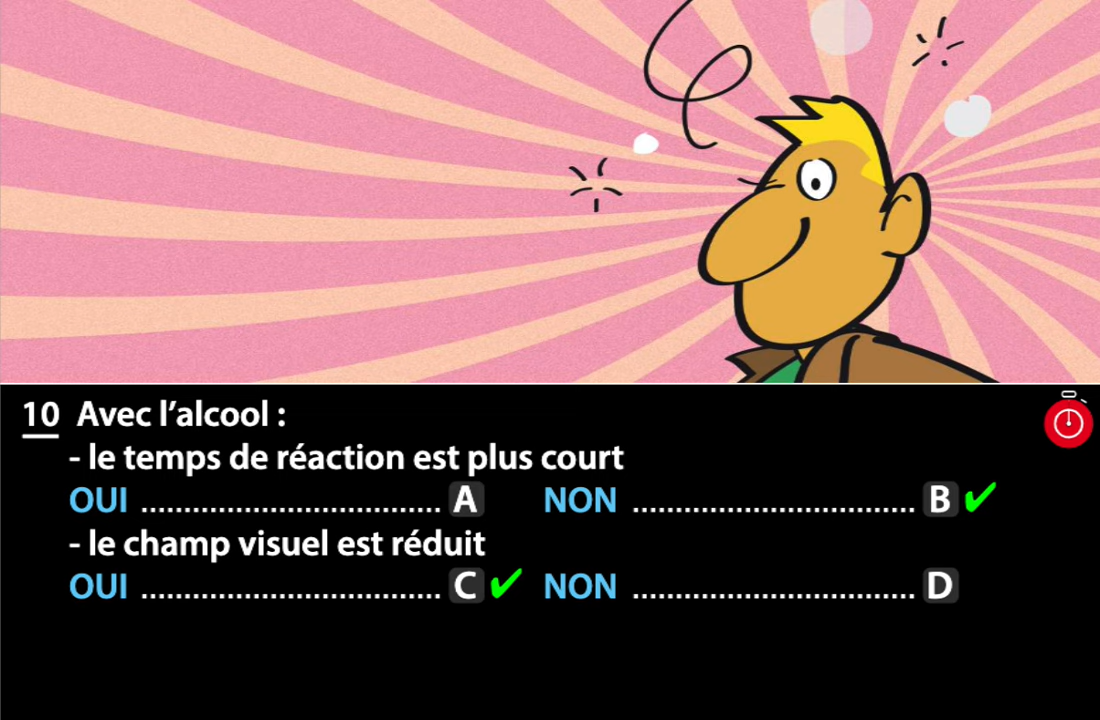 10 Avec l'alcool :
- le temps de réaction est plus court
OUI .................................. A NON ................................ B ✔
- le champ visuel est réduit
OUI .................................. C ✔ NON ................................ D